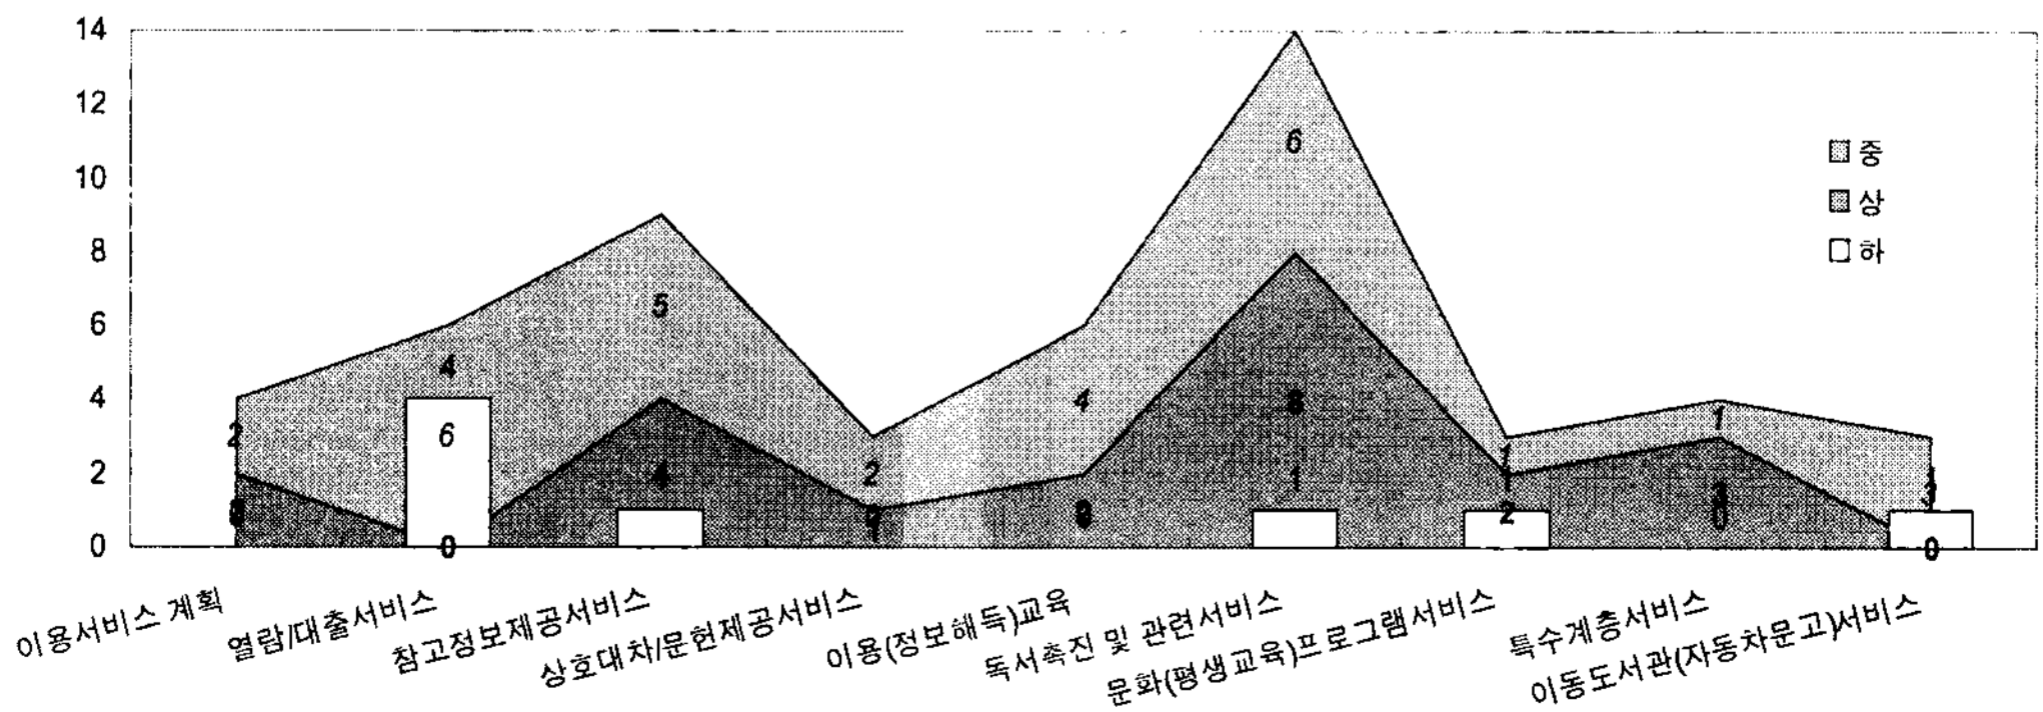 14
12
10
8
6
4
2
0
중
상
하
2
4
6
0
5
4
2
4
6
8
1
1
2
1
0
0
이용서비스 계획
열람/대출서비스
참고정보제공서비스
상호대차/문헌제공서비스
이용(정보해득)교육
독서촉진 및 관련서비스
문화(평생교육)프로그램서비스
특수계층서비스
이동도서관(자동차문고)서비스